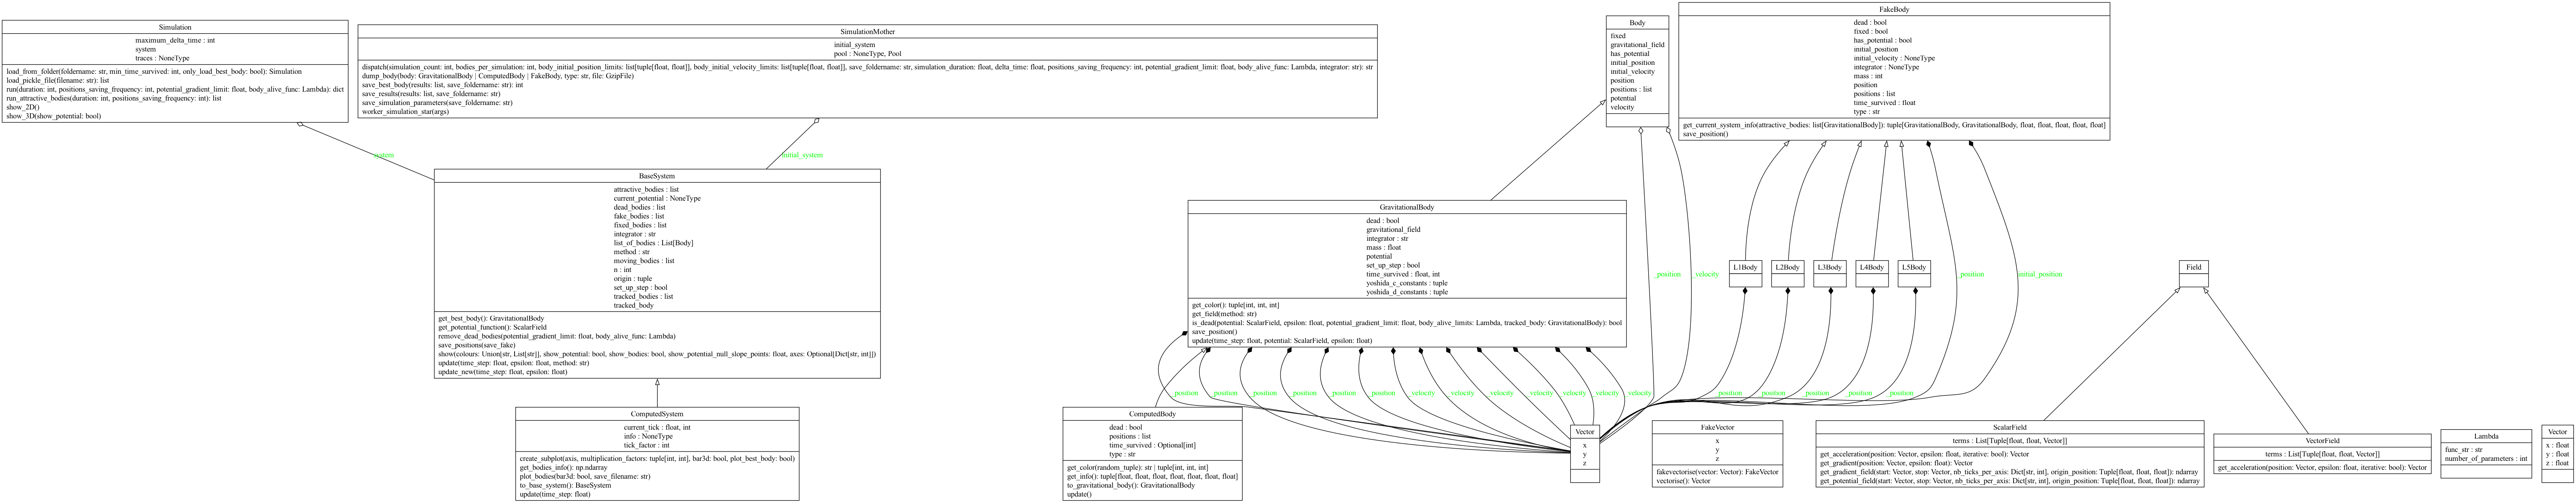 Simulation
maximum_delta_time : int
system
traces : NoneType
load_from_folder(foldername: str, min_time_survived: int, only_load_best_body: bool): Simulation
load_pickle_file(filename: str): list
run(duration: int, positions_saving_frequency: int, potential_gradient_limit: float, body_alive_func: Lambda): dict
run_attractive_bodies(duration: int, positions_saving_frequency: int): list
show_2D()
show_3D(show_potential: bool)
SimulationMother
initial_system
pool : NoneType, Pool
dispatch(simulation_count: int, bodies_per_simulation: int, body_initial_position_limits: list[tuple[float, float]], body_initial_velocity_limits: list[tuple[float, float]], save_foldername: str, simulation_duration: float, delta_time: float, positions_saving_frequency: int, potential_gradient_limit: float, body_alive_func: Lambda, integrator: str): str
dump_body(body: GravitationalBody | ComputedBody | FakeBody, type: str, file: GzipFile)
save_best_body(results: list, save_foldername: str): int
save_results(results: list, save_foldername: str)
save_simulation_parameters(save_foldername: str)
worker_simulation_star(args)
Body
fixed
gravitational_field
has_potential
initial_position
initial_velocity
position
positions : list
potential
velocity
FakeBody
dead : bool
fixed : bool
has_potential : bool
initial_position
initial_velocity : NoneType
integrator : NoneType
mass : int
position
positions : list
time_survived : float
type : str
get_current_system_info(attractive_bodies: list[GravitationalBody]): tuple[GravitationalBody, GravitationalBody, float, float, float, float, float]
save_position()
system
initial_system
BaseSystem
attractive_bodies : list
current_potential : NoneType
dead_bodies : list
fake_bodies : list
fixed_bodies : list
integrator : str
list_of_bodies : List[Body]
method : str
moving_bodies : list
n : int
origin : tuple
set_up_step : bool
tracked_bodies : list
tracked_body
get_best_body(): GravitationalBody
get_potential_function(): ScalarField
remove_dead_bodies(potential_gradient_limit: float, body_alive_func: Lambda)
save_positions(save_fake)
show(colours: Union[str, List[str]], show_potential: bool, show_bodies: bool, show_potential_null_slope_points: float, axes: Optional[Dict[str, int]])
update(time_step: float, epsilon: float, method: str)
update_new(time_step: float, epsilon: float)
GravitationalBody
dead : bool
gravitational_field
integrator : str
mass : float
potential
set_up_step : bool
time_survived : float, int
yoshida_c_constants : tuple
yoshida_d_constants : tuple
get_color(): tuple[int, int, int]
get_field(method: str)
is_dead(potential: ScalarField, epsilon: float, potential_gradient_limit: float, body_alive_limits: Lambda, tracked_body: GravitationalBody): bool
save_position()
update(time_step: float, potential: ScalarField, epsilon: float)
_position
_velocity
L1Body
L2Body
L3Body
L4Body
L5Body
_position
initial_position
Field
_position
_position
_position
_position
_position
_position
_velocity
_velocity
_velocity
_velocity
_velocity
_velocity
_position
_position
_position
_position
_position
ComputedSystem
current_tick : float, int
info : NoneType
tick_factor : int
create_subplot(axis, multiplication_factors: tuple[int, int], bar3d: bool, plot_best_body: bool)
get_bodies_info(): np.ndarray
plot_bodies(bar3d: bool, save_filename: str)
to_base_system(): BaseSystem
update(time_step: float)
ComputedBody
dead : bool
positions : list
time_survived : Optional[int]
type : str
get_color(random_tuple): str | tuple[int, int, int]
get_info(): tuple[float, float, float, float, float, float, float]
to_gravitational_body(): GravitationalBody
update()
Vector
x
y
z
FakeVector
x
y
z
fakevectorise(vector: Vector): FakeVector
vectorise(): Vector
ScalarField
terms : List[Tuple[float, float, Vector]]
get_acceleration(position: Vector, epsilon: float, iterative: bool): Vector
get_gradient(position: Vector, epsilon: float): Vector
get_gradient_field(start: Vector, stop: Vector, nb_ticks_per_axis: Dict[str, int], origin_position: Tuple[float, float, float]): ndarray
get_potential_field(start: Vector, stop: Vector, nb_ticks_per_axis: Dict[str, int], origin_position: Tuple[float, float, float]): ndarray
VectorField
terms : List[Tuple[float, float, Vector]]
get_acceleration(position: Vector, epsilon: float, iterative: bool): Vector
Lambda
func_str : str
number_of_parameters : int
Vector
x : float
y : float
z : float